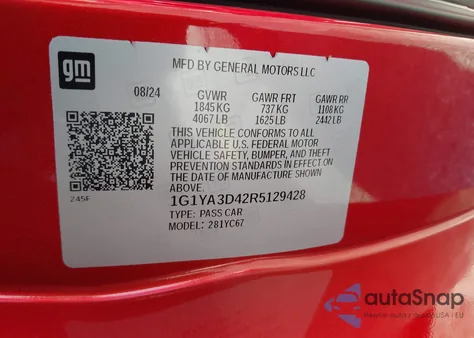 gm
MFD BY GENERAL MOTORS LLC
08/24 GVWR GAWR FRT GAWR RR
1845 KG 737 KG 1108 KG
4067 LB 1625 LB 2442 LB
THIS VEHICLE CONFORMS TO ALL
APPLICABLE U.S. FEDERAL MOTOR
VEHICLE SAFETY, BUMPER, AND THEFT
PREVENTION STANDARDS IN EFFECT ON
THE DATE OF MANUFACTURE SHOWN
ABOVE.
245F
1G1YA3D42R5129428
TYPE: PASS CAR
MODEL: 281YC67
autoSnap
USA | EU